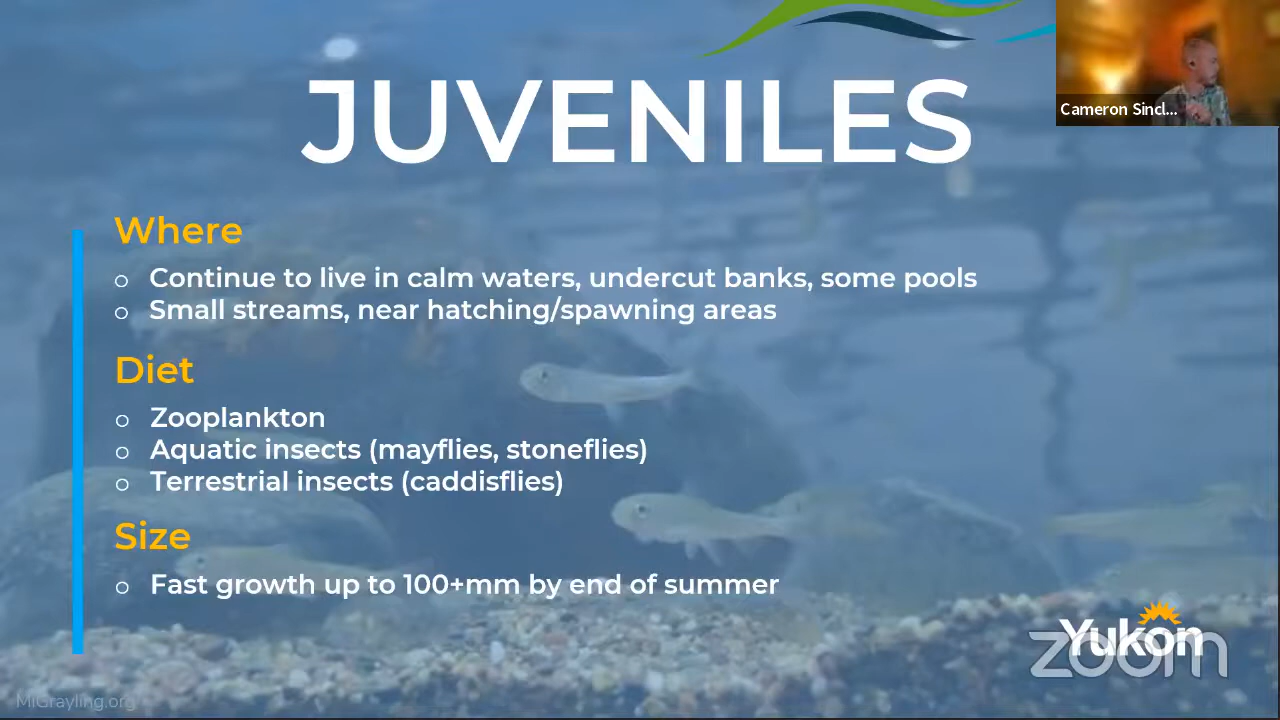 JUVENILES
Cameron Sincl...
Where
Continue to live in calm waters, undercut banks, some pools
Small streams, near hatching/spawning areas
Diet
Zooplankton
Aquatic insects (mayflies, stoneflies)
Terrestrial insects (caddisflies)
Size
Fast growth up to 100+mm by end of summer
Yukon
zoom
MiGrayling.org